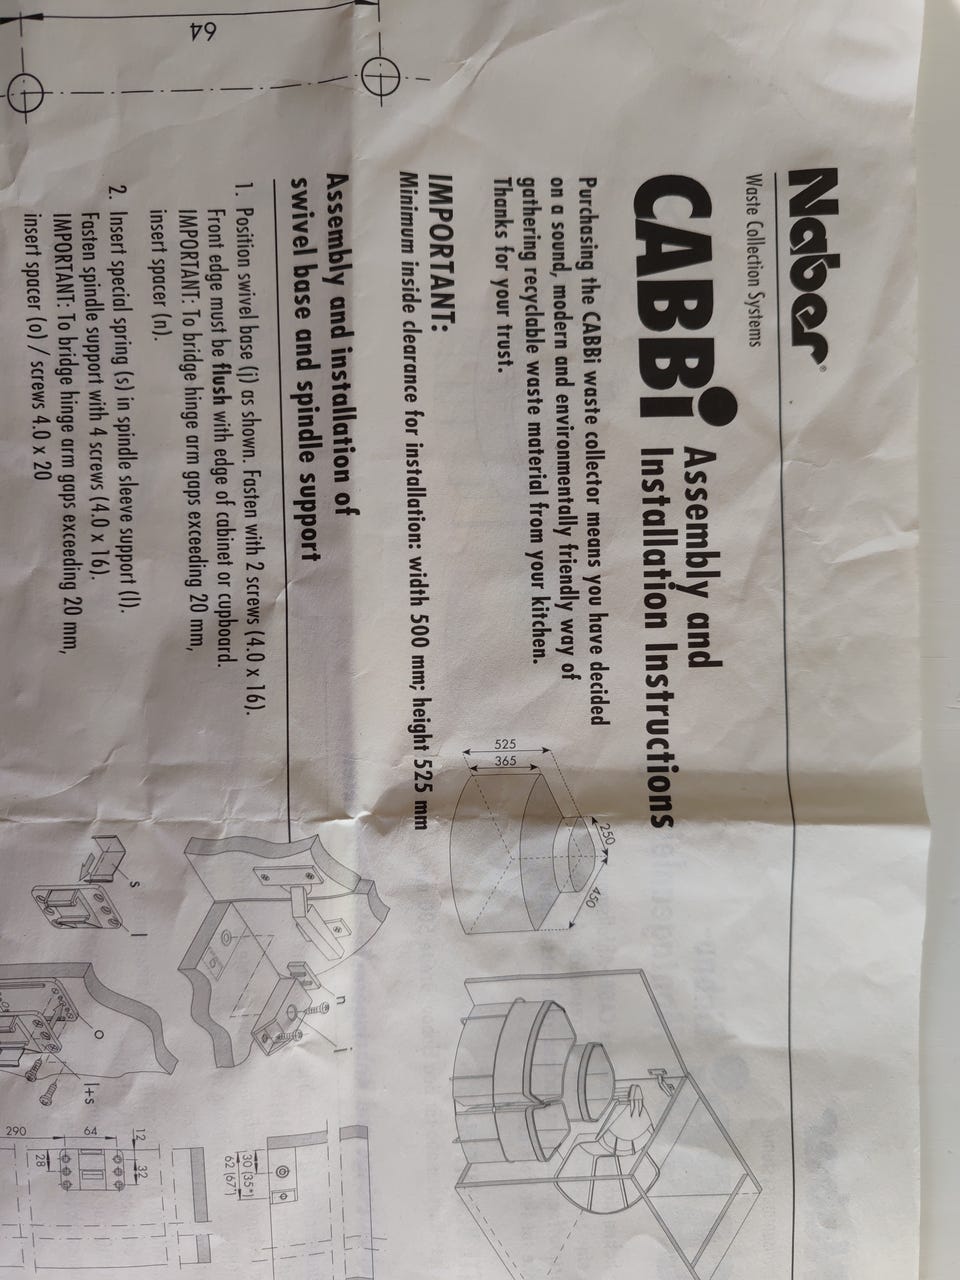 Naber®
Waste Collection Systems
CABBi Assembly and
Installation Instructions
Purchasing the CABBi waste collector means you have decided
on a sound, modern and environmentally friendly way of
gathering recyclable waste material from your kitchen.
Thanks for your trust.
525
365
250
IMPORTANT:
Minimum inside clearance for installation: width 500 mm; height 525 mm
Assembly and installation of
swivel base and spindle support
1. Position swivel base (j) as shown. Fasten with 2 screws (4.0 x 16).
Front edge must be flush with edge of cabinet or cupboard.
IMPORTANT: To bridge hinge arm gaps exceeding 20 mm,
insert spacer (n).
n
j
30 (35*)
62 (67*)
2. Insert special spring (s) in spindle sleeve support (l).
Fasten spindle support with 4 screws (4.0 x 16).
IMPORTANT: To bridge hinge arm gaps exceeding 20 mm,
insert spacer (o) / screws 4.0 x 20
s
l
o
l+s
12
32
64
28
290
64